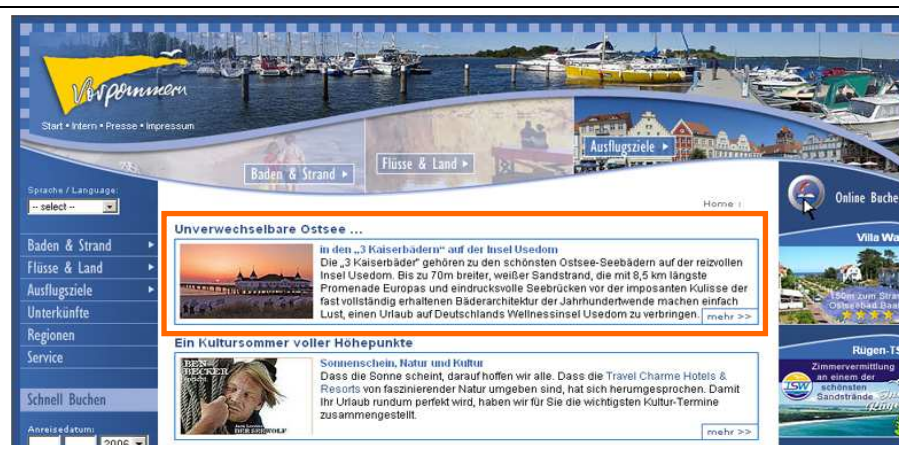 Vorpommern
Start • Intern • Presse • Impressum
Baden & Strand
Flüsse & Land
Ausflugsziele
Sprache / Language:
-- select --
Home :
Online Buche
Baden & Strand
Flüsse & Land
Ausflugsziele
Unterkünfte
Regionen
Service
Schnell Buchen
Anreisedatum:
2006
Unverwechselbare Ostsee ...
in den „3 Kaiserbädern“ auf der Insel Usedom
Die „3 Kaiserbäder“ gehören zu den schönsten Ostsee-Seebädern auf der reizvollen
Insel Usedom. Bis zu 70m breiter, weißer Sandstrand, die mit 8,5 km längste
Promenade Europas und eindrucksvolle Seebrücken vor der imposanten Kulisse der
fast vollständig erhaltenen Bäderarchitektur der Jahrhundertwende machen einfach
Lust, einen Urlaub auf Deutschlands Wellnessinsel Usedom zu verbringen.
mehr >>
Ein Kultursommer voller Höhepunkte
BEN
BECKER
DER SEEWOLF
Sonnenschein, Natur und Kultur
Dass die Sonne scheint, darauf hoffen wir alle. Dass die Travel Charme Hotels &
Resorts von faszinierender Natur umgeben sind, hat sich herumgesprochen. Damit
Ihr Urlaub rundum perfekt wird, haben wir für Sie die wichtigsten Kultur-Termine
zusammengestellt.
mehr >>
Villa Wa
150m zum Stra
Ostseebad Baa
Rügen-TS
Zimmervermittlung
an einem der
schönsten
Sandstrände
TSW